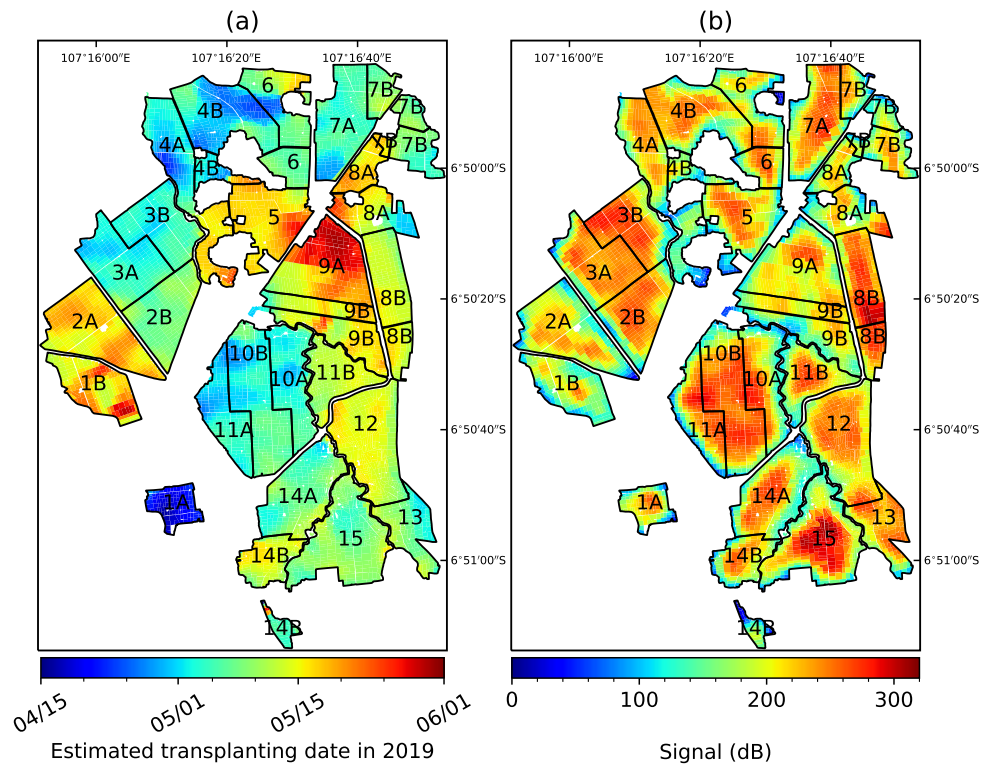 (a)
107°16′00″E 107°16′20″E 107°16′40″E
6
7B
4B
7B
7A
4A
7B
7B
4B
6
8A
3B
5
8A
9A
3A
8B
2B
9B
2A
9B
8B
10B
11B
10A
1B
12
11A
14A
1A
13
15
14B
14B
6°50′00″S
6°50′20″S
6°50′40″S
6°51′00″S
04/15 05/01 05/15 06/01
Estimated transplanting date in 2019
(b)
107°16′00″E 107°16′20″E 107°16′40″E
6
7B
4B
7B
7A
4A
7B
7B
4B
6
8A
3B
5
8A
9A
3A
8B
2B
9B
2A
9B
8B
10B
11B
10A
1B
12
11A
14A
1A
13
15
14B
14B
6°50′00″S
6°50′20″S
6°50′40″S
6°51′00″S
0 100 200 300
Signal (dB)